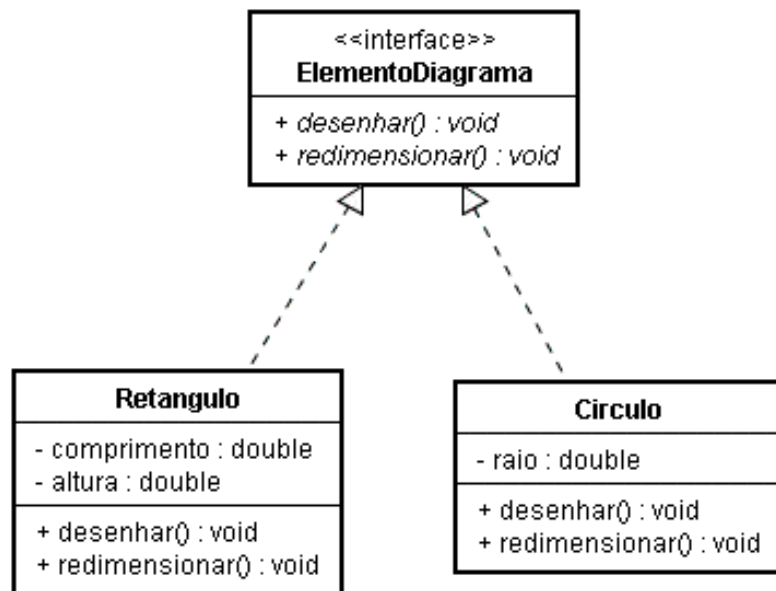 <<interface>>
ElementoDiagrama
+ desenhar() : void
+ redimensionar() : void
Retangulo
- comprimento : double
- altura : double
+ desenhar() : void
+ redimensionar() : void
Circulo
- raio : double
+ desenhar() : void
+ redimensionar() : void